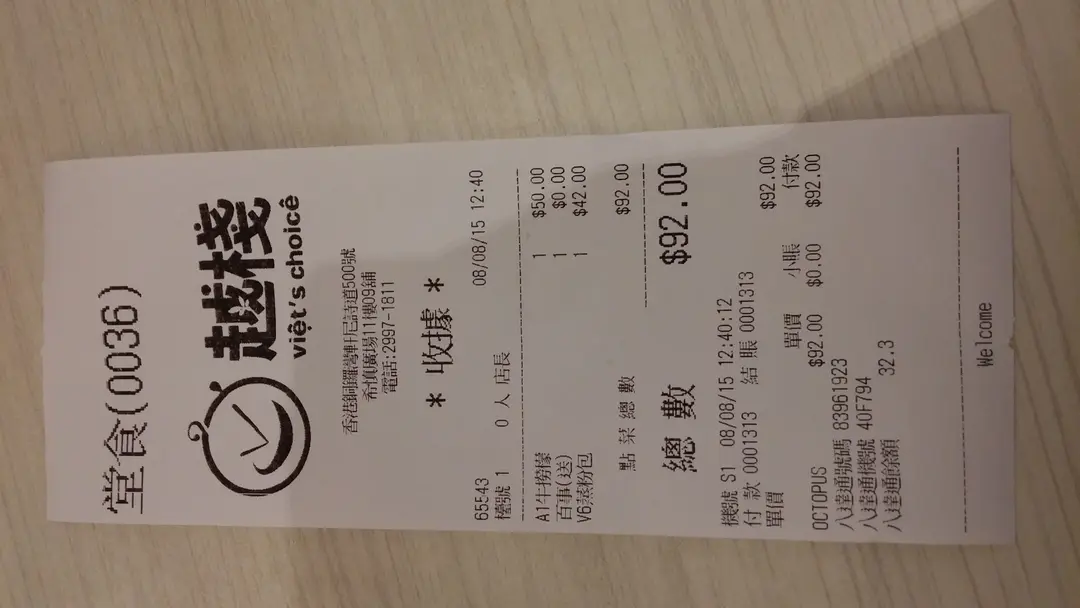 堂食(0036)
越棧
việt's choicê
香港銅鑼灣軒尼詩道500號
希慎廣場11樓09舖
電話:2997-1811
* 收據 *
65543 08/08/15 12:40
檯號 1 0 人 店長
A1牛撈檬 1 $50.00
百事(送) 1 $0.00
V6蒸粉包 1 $42.00
點 菜 總 數 $92.00
總 數 $92.00
機號 S1 08/08/15 12:40:12
付 款 0001313 結 賬 0001313
單價 $92.00
單價 小賬 付款
OCTOPUS $92.00 $0.00 $92.00
八達通號碼 83961923
八達通機號 40F794
八達通餘額 32.3
Welcome